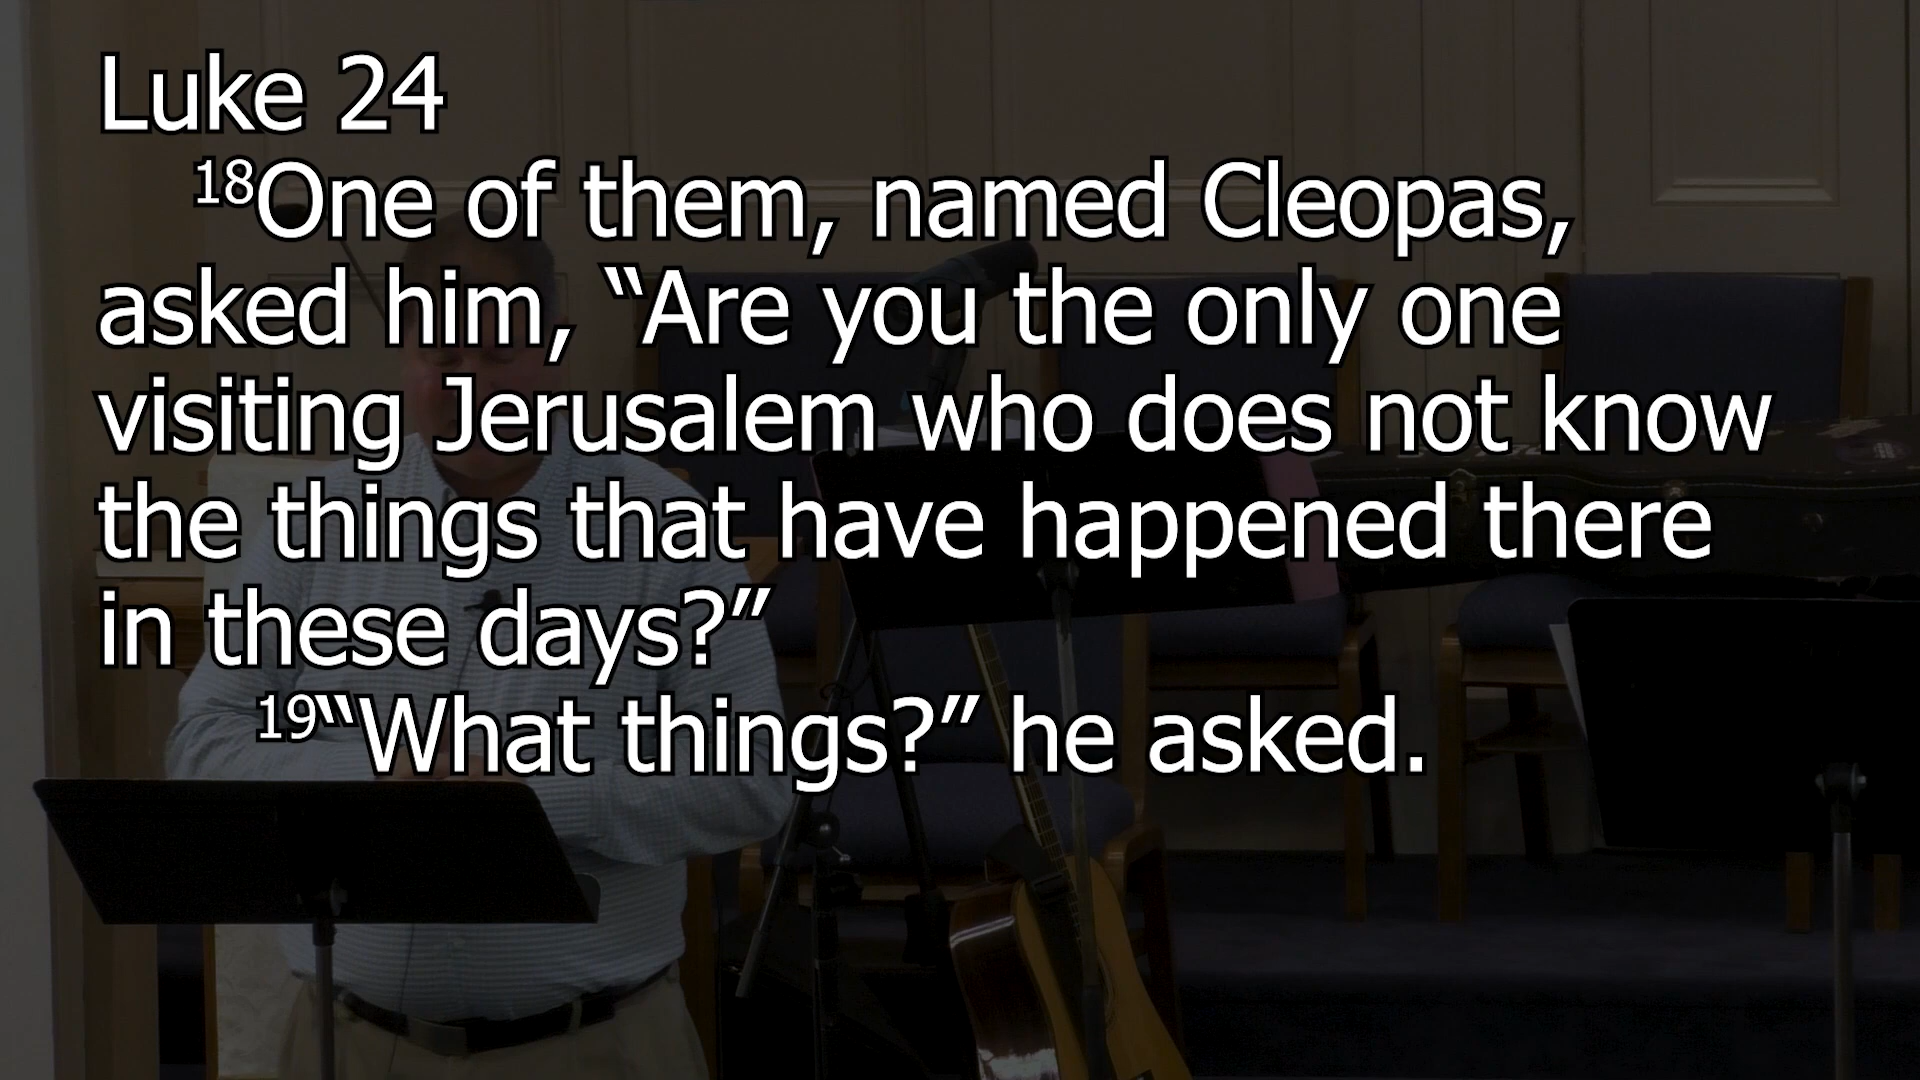 Luke 24
18One of them, named Cleopas,
asked him, “Are you the only one
visiting Jerusalem who does not know
the things that have happened there
in these days?”
19“What things?” he asked.